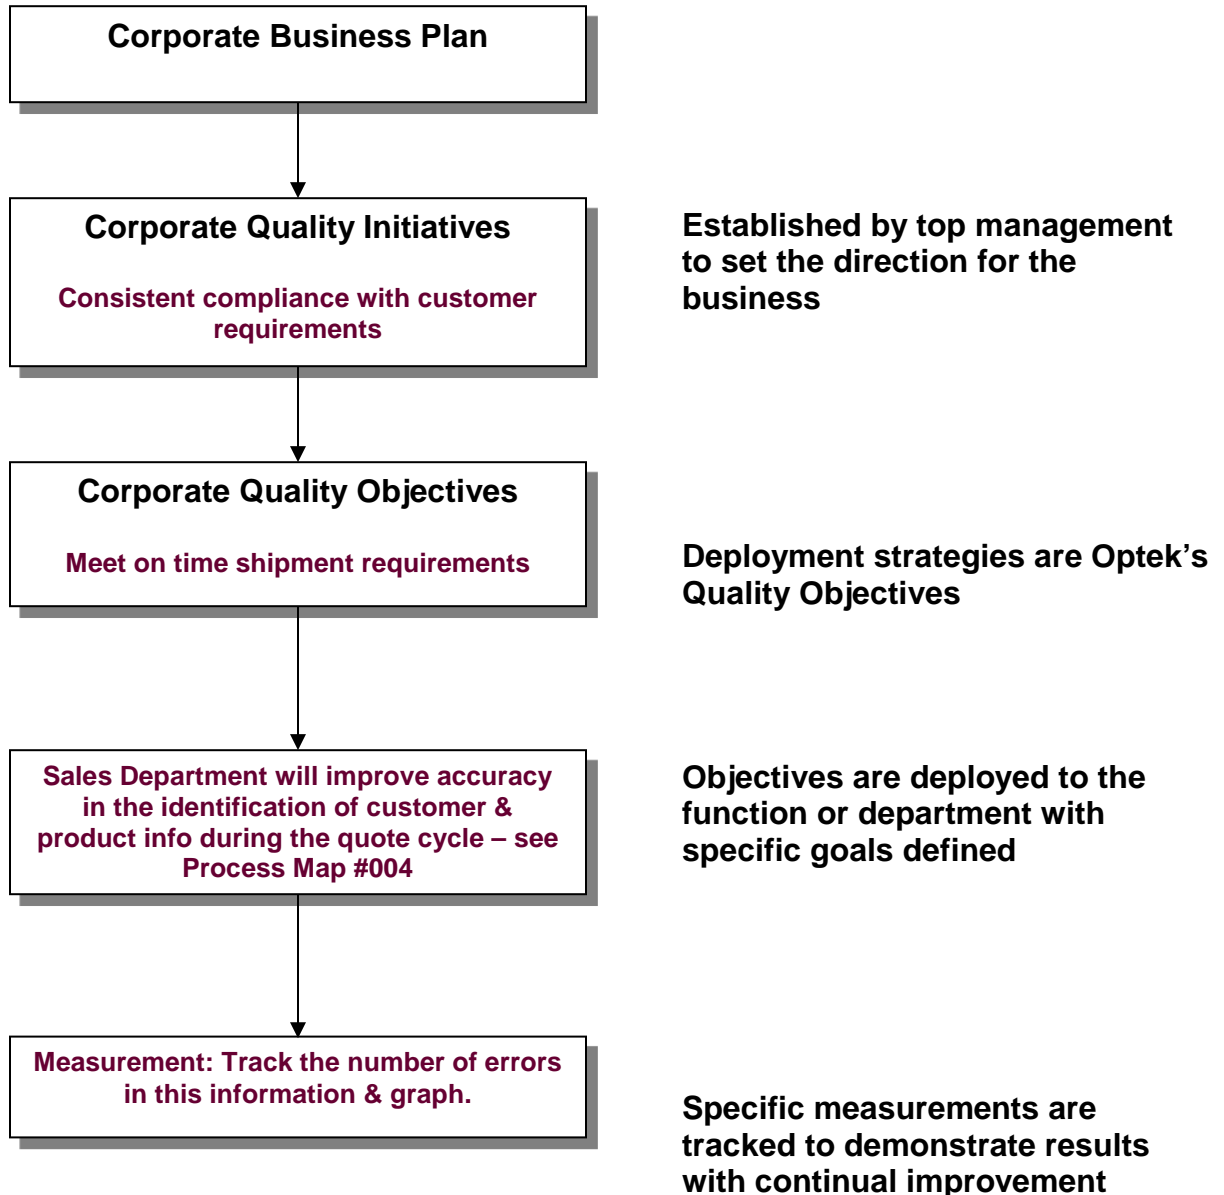 Corporate Business Plan
Corporate Quality Initiatives
Consistent compliance with customer
requirements
Established by top management
to set the direction for the
business
Corporate Quality Objectives
Meet on time shipment requirements
Deployment strategies are Optek’s
Quality Objectives
Sales Department will improve accuracy
in the identification of customer &
product info during the quote cycle – see
Process Map #004
Objectives are deployed to the
function or department with
specific goals defined
Measurement: Track the number of errors
in this information & graph.
Specific measurements are
tracked to demonstrate results
with continual improvement